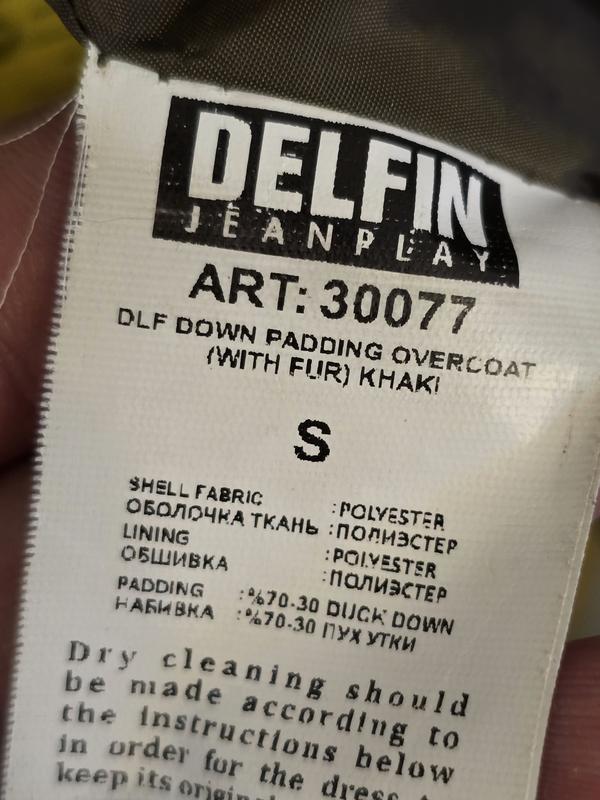 DELFIN
JEANPLAY
ART: 30077
DLF DOWN PADDING OVERCOAT
(WITH FUR) KHAKI
S
SHELL FABRIC :POLYESTER
ОБОЛОЧКА ТКАНЬ :ПОЛИЭСТЕР
LINING :POLYESTER
ОБШИВКА :ПОЛИЭСТЕР
PADDING :%70-30 DUCK DOWN
НАБИВКА :%70-30 ПУХ УТКИ
Dry cleaning should
be made according to
the instructions below
in order for the dress
keep its